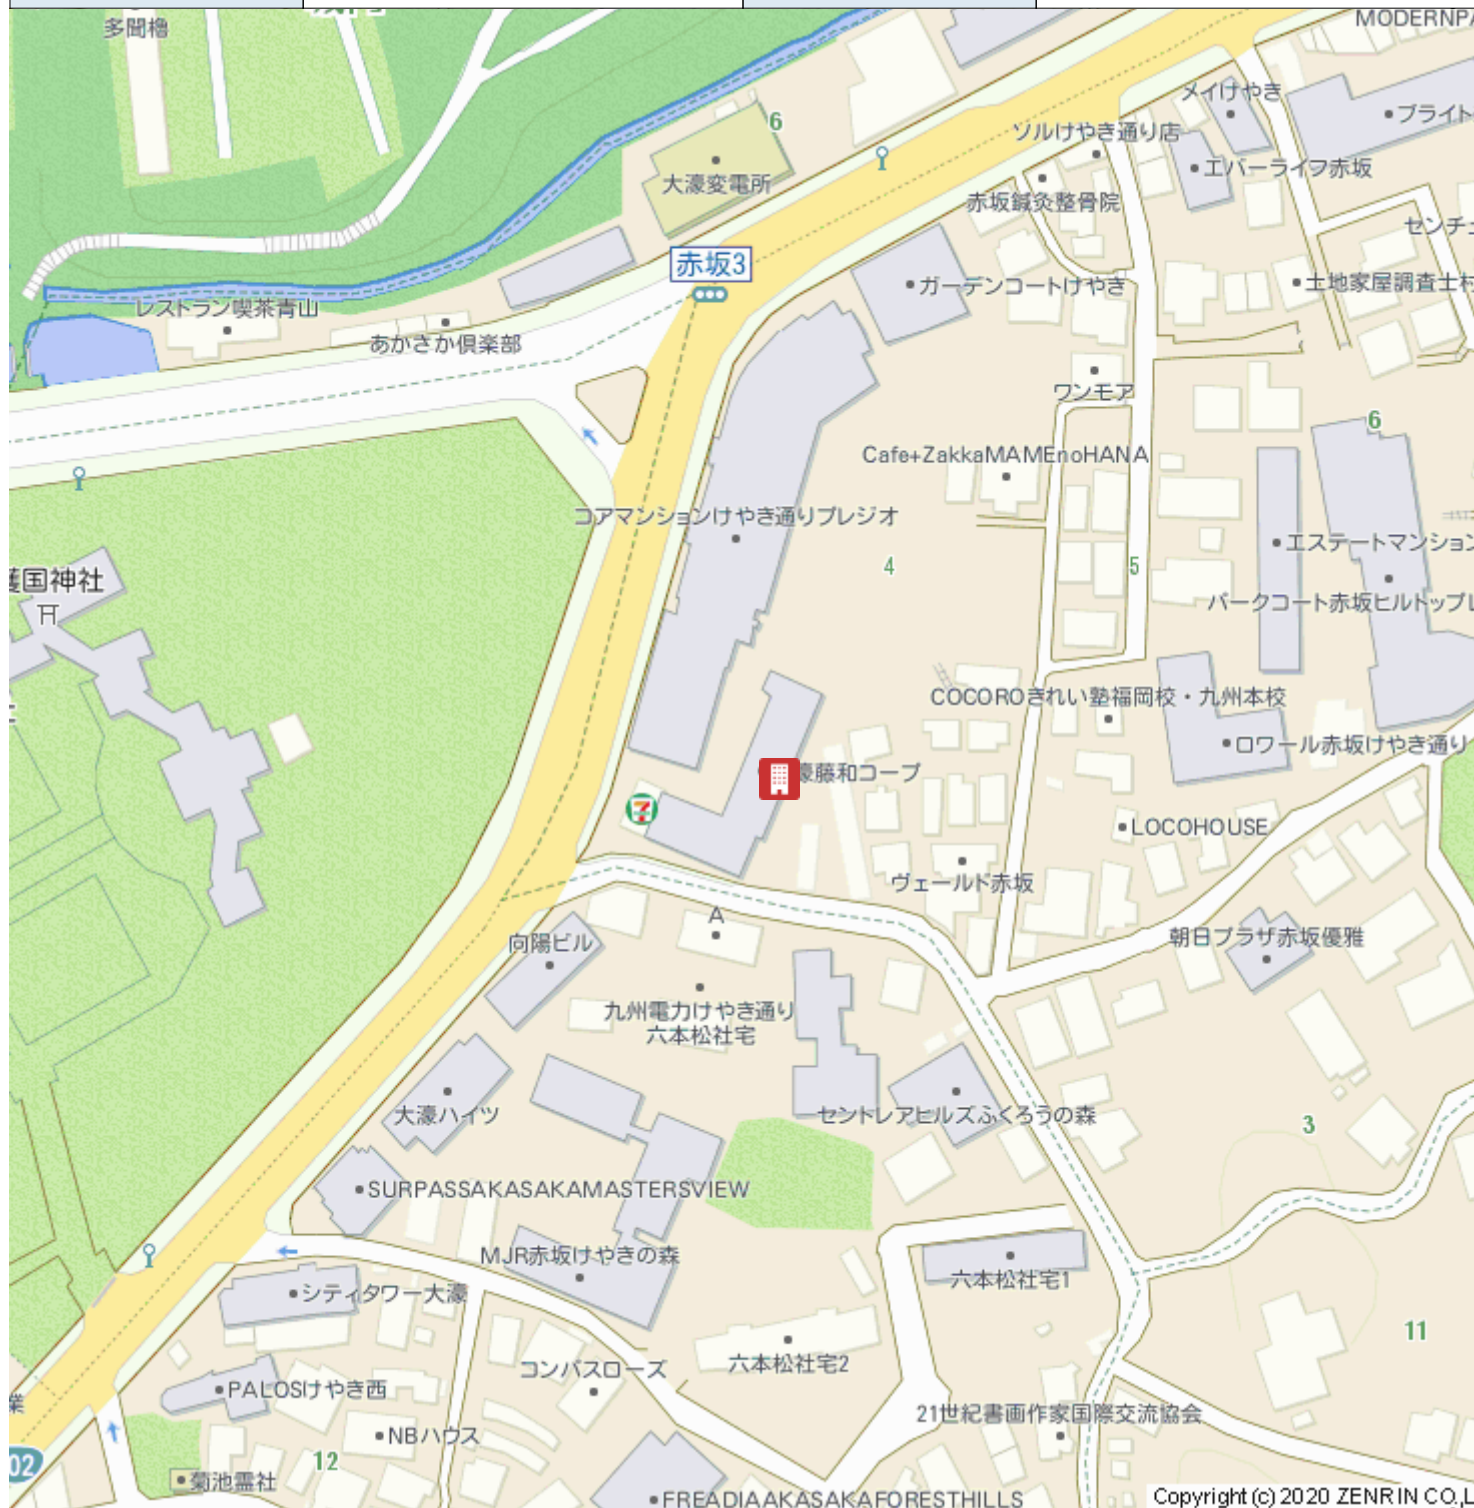 多聞櫓
MODERNPA
メイけやき
ブライト
6
ソルけやき通り店
大濠変電所
エバーライフ赤坂
赤坂鍼灸整骨院
センチュ
赤坂3
ガーデンコートけやき
土地家屋調査士村
レストラン喫茶青山
あかさか倶楽部
ワンモア
6
Cafe+ZakkaMAMEnoHANA
コアマンションけやき通りプレジオ
エステートマンション
護国神社
4
5
パークコート赤坂ヒルトップレ
COCOROきれい塾福岡校・九州本校
ロワール赤坂けやき通り
濠藤和コープ
7
LOCOHOUSE
ヴェールド赤坂
A
向陽ビル
朝日プラザ赤坂優雅
九州電力けやき通り
六本松社宅
大濠ハイツ
セントレアヒルズふくろうの森
3
SURPASSAKASAKAMASTERSVIEW
MJR赤坂けやきの森
六本松社宅1
シティタワー大濠
11
コンパスローズ
六本松社宅2
PALOSけやき西
業
21世紀書画作家国際交流協会
NBハウス
12
02
菊池霊社
FREADIAAKASAKAFORESTHILLS
Copyright (c) 2020 ZENRIN CO.,L